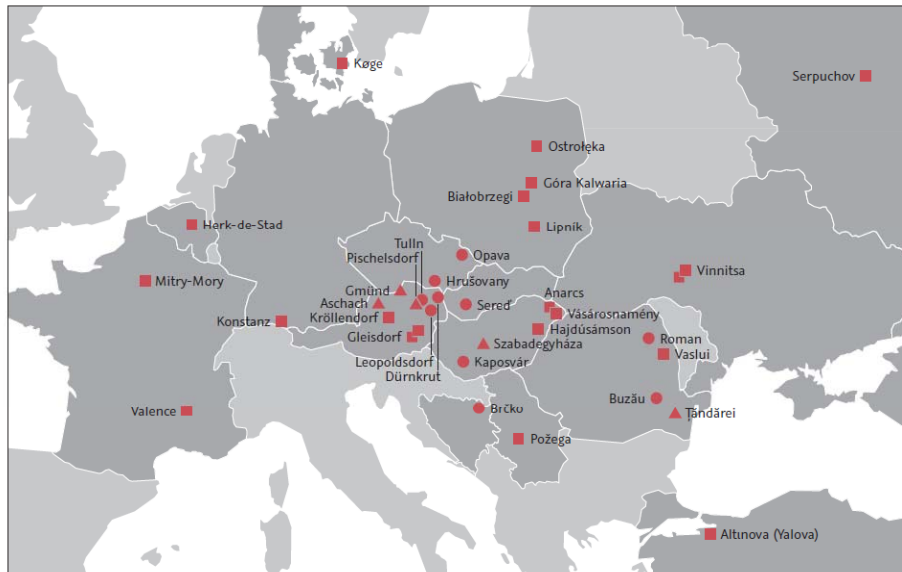 Køge
Serpuchov
Ostrołęka
Góra Kalwaria
Białobrzegi
Herk-de-Stad
Lipnik
Tulln
Pischelsdorf
Opava
Mitry-Mory
Gmünd
Hrušovany
Vinnitsa
Aschach
Sereď
Anarcs
Kröllendorf
Vásárosnamény
Konstanz
Hajdúsámson
Gleisdorf
Szabadegyháza
Roman
Vaslui
Leopoldsdorf
Kaposvár
Dürnkrut
Buzău
Valence
Brčko
Țăndărei
Požega
Altınova (Yalova)